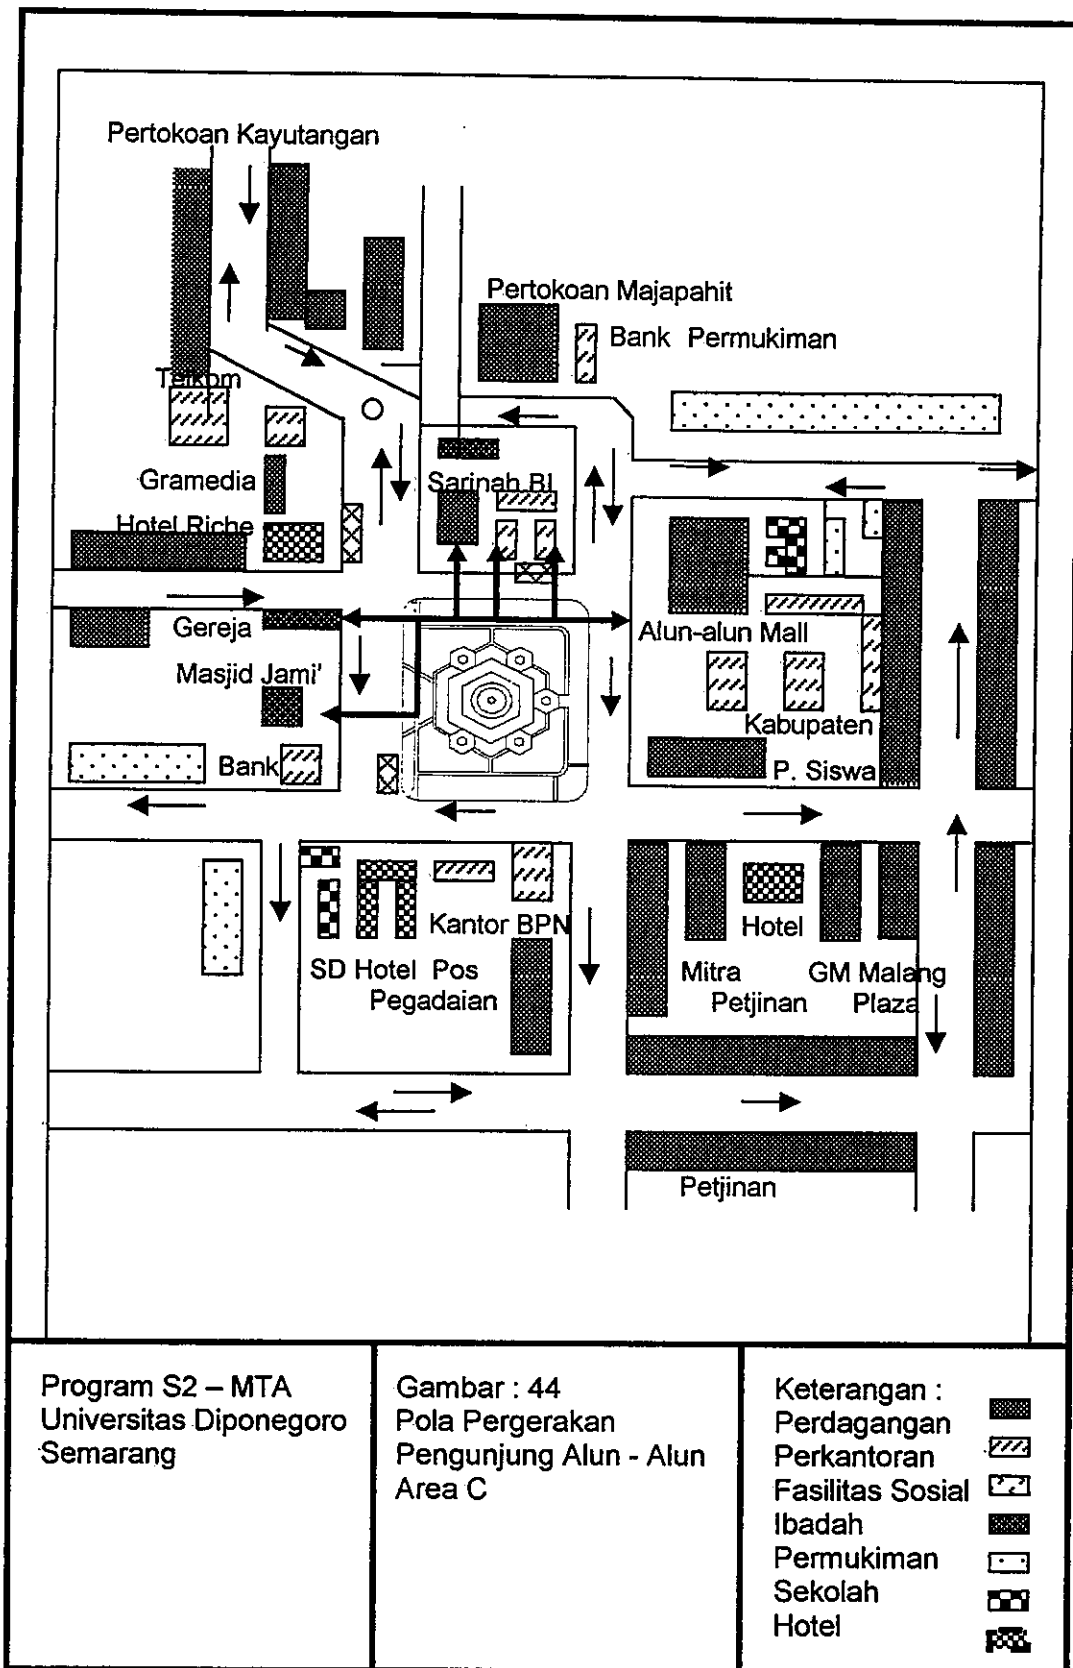 Pertokoan Kayutangan
Pertokoan Majapahit
Bank Permukiman
Telkom
Gramedia
Sarinah BI
Hotel Riche
Gereja
Alun-alun Mall
Masjid Jami'
Kabupaten
Bank
P. Siswa
Kantor BPN
Hotel
SD Hotel Pos
Pegadaian
Mitra
GM Malang
Petjinan
Plaza
Petjinan
Program S2 – MTA
Universitas Diponegoro
Semarang
Gambar : 44
Pola Pergerakan
Pengunjung Alun - Alun
Area C
Keterangan :
Perdagangan
Perkantoran
Fasilitas Sosial
Ibadah
Permukiman
Sekolah
Hotel